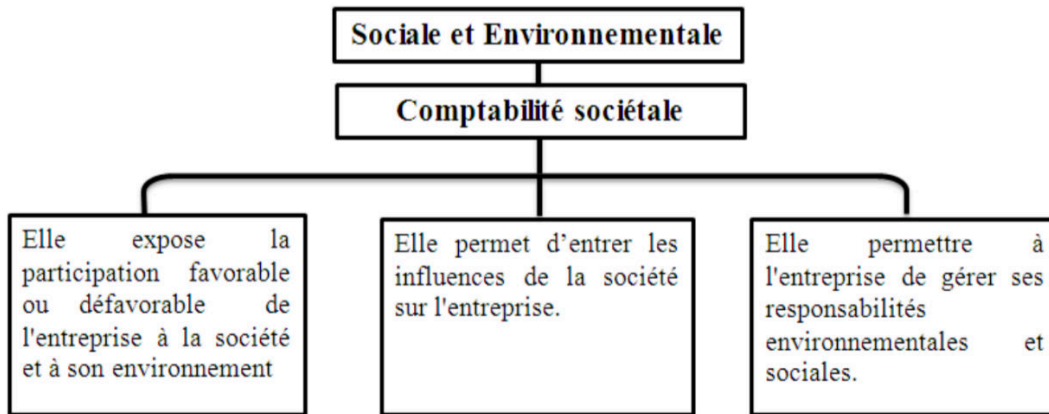 Sociale et Environnementale
Comptabilité sociétale
Elle expose la
participation favorable
ou défavorable de
l'entreprise à la société
et à son environnement
Elle permet d’entrer les
influences de la société
sur l'entreprise.
Elle permettre à
l'entreprise de gérer ses
responsabilités
environnementales et
sociales.